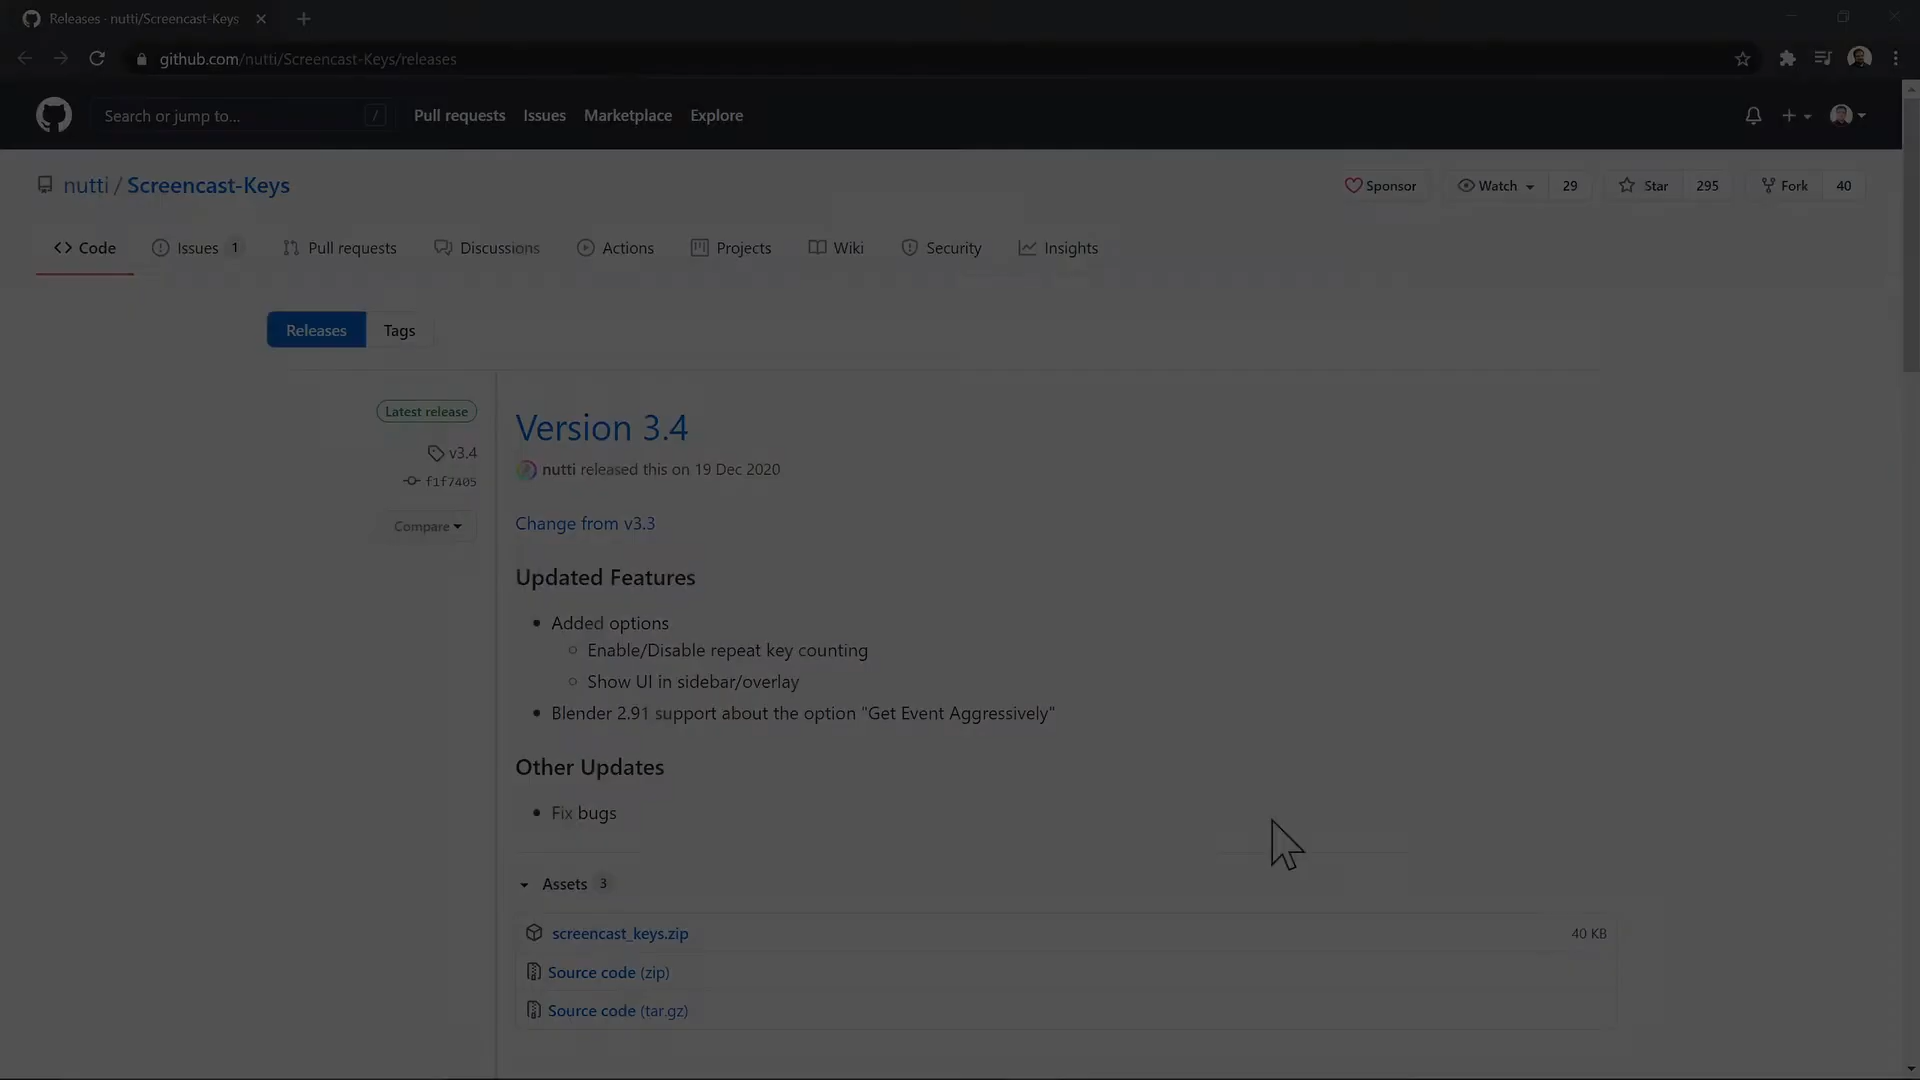 Releases · nutti/Screencast-Keys
github.com/nutti/Screencast-Keys/releases
Search or jump to... /
Pull requests Issues Marketplace Explore
nutti / Screencast-Keys
Sponsor Watch 29 Star 295 Fork 40
Code Issues 1 Pull requests Discussions Actions Projects Wiki Security Insights
Releases Tags
Latest release
v3.4
f1f7405
Compare
Version 3.4
nutti released this on 19 Dec 2020
Change from v3.3
Updated Features
Added options
Enable/Disable repeat key counting
Show UI in sidebar/overlay
Blender 2.91 support about the option "Get Event Aggressively"
Other Updates
Fix bugs
Assets 3
screencast_keys.zip 40 KB
Source code (zip)
Source code (tar.gz)